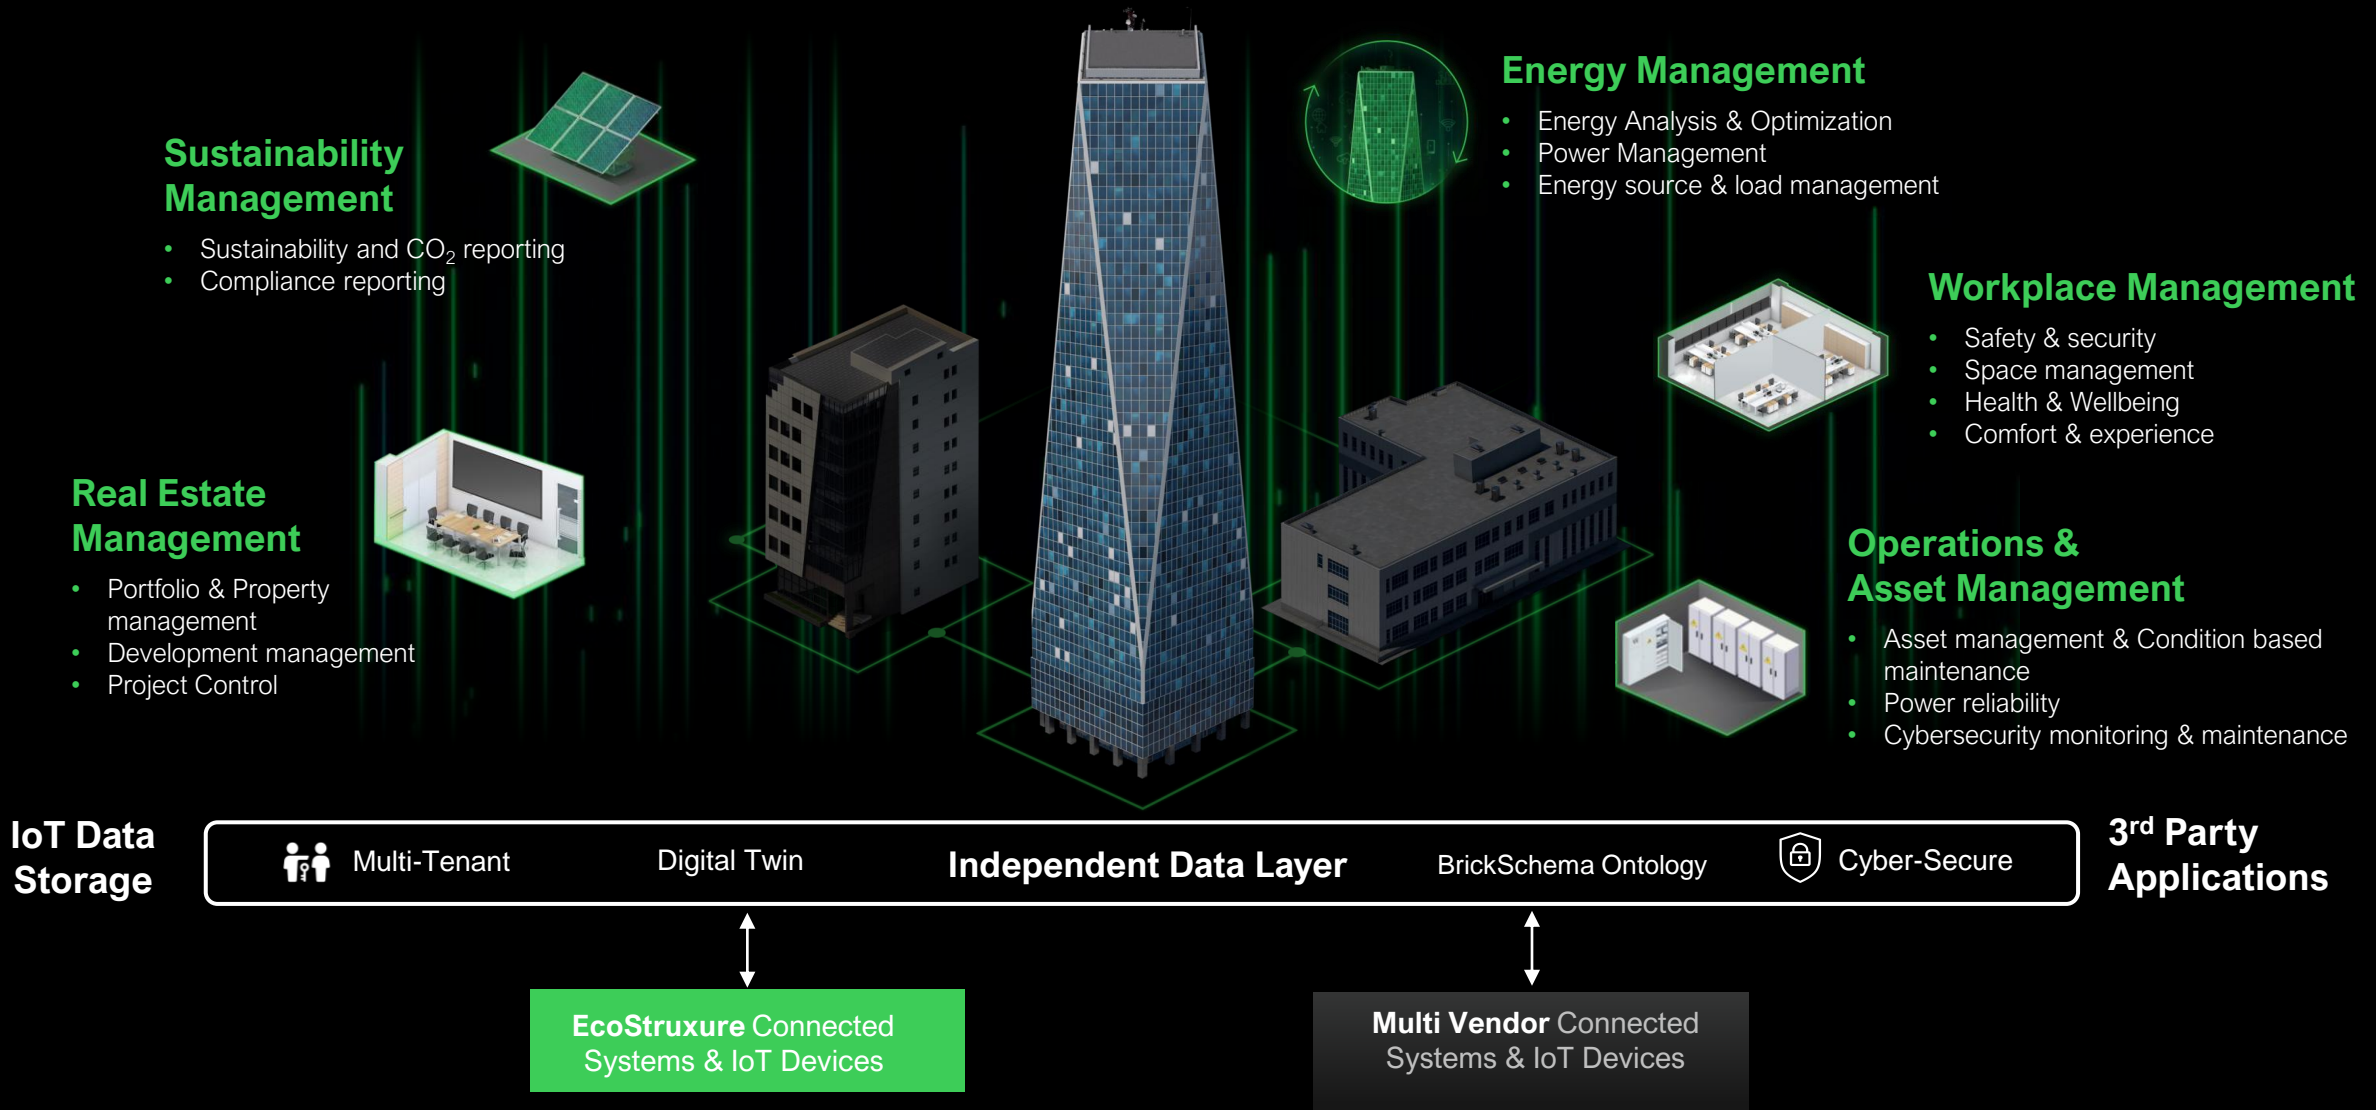 Sustainability
Management
• Sustainability and CO₂ reporting
• Compliance reporting
Real Estate
Management
• Portfolio & Property
management
• Development management
• Project Control
Energy Management
• Energy Analysis & Optimization
• Power Management
• Energy source & load management
Workplace Management
• Safety & security
• Space management
• Health & Wellbeing
• Comfort & experience
Operations &
Asset Management
• Asset management & Condition based
maintenance
• Power reliability
• Cybersecurity monitoring & maintenance
IoT Data
Storage
Multi-Tenant
Digital Twin
Independent Data Layer
BrickSchema Ontology
Cyber-Secure
3rd Party
Applications
EcoStruxure Connected
Systems & IoT Devices
Multi Vendor Connected
Systems & IoT Devices